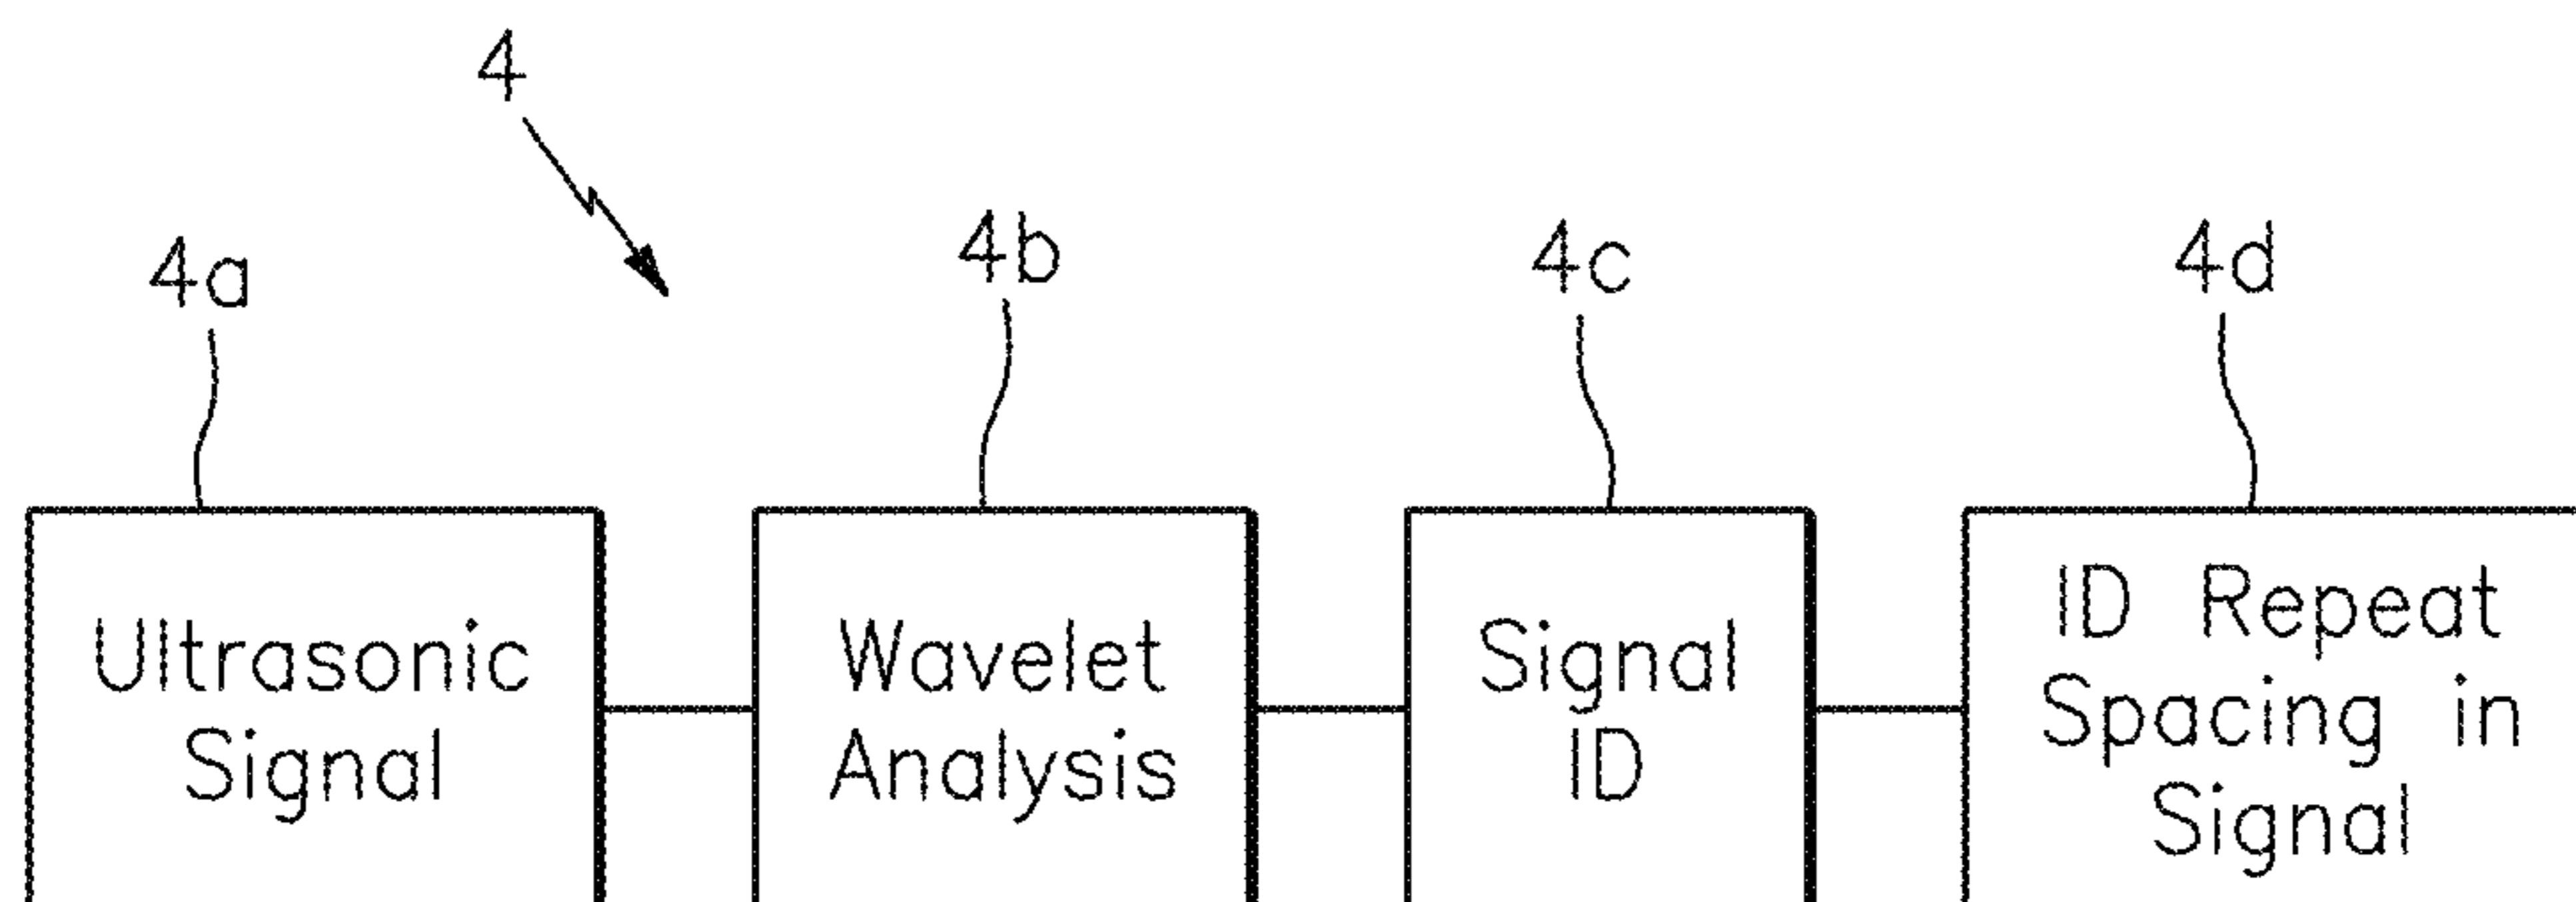 4
4a
4b
4c
4d
Ultrasonic
Signal
Wavelet
Analysis
Signal
ID
ID Repeat
Spacing in
Signal